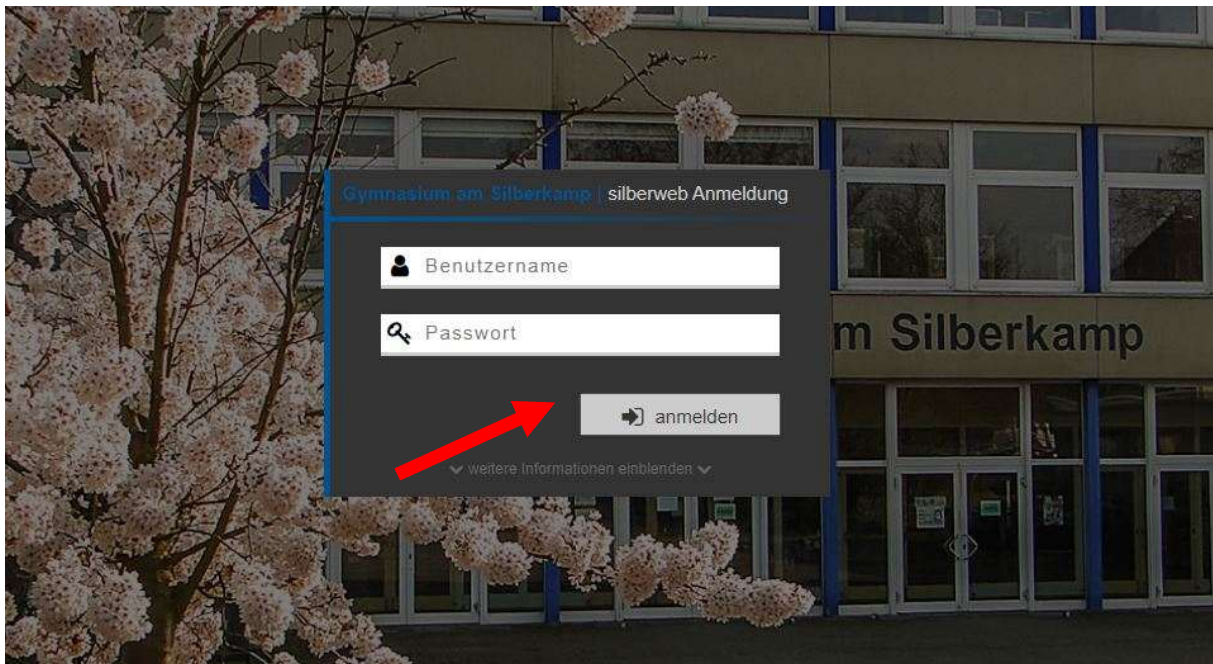 Gymnasium am Silberkamp | silberweb Anmeldung
Benutzername
Passwort
m Silberkamp
anmelden
weitere Informationen einblenden